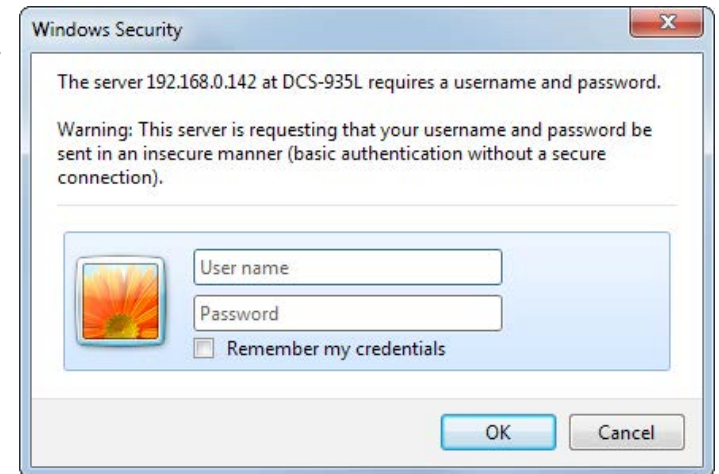 Windows Security
The server 192.168.0.142 at DCS-935L requires a username and password.
Warning: This server is requesting that your username and password be
sent in an insecure manner (basic authentication without a secure
connection).
User name
Password
Remember my credentials
OK
Cancel